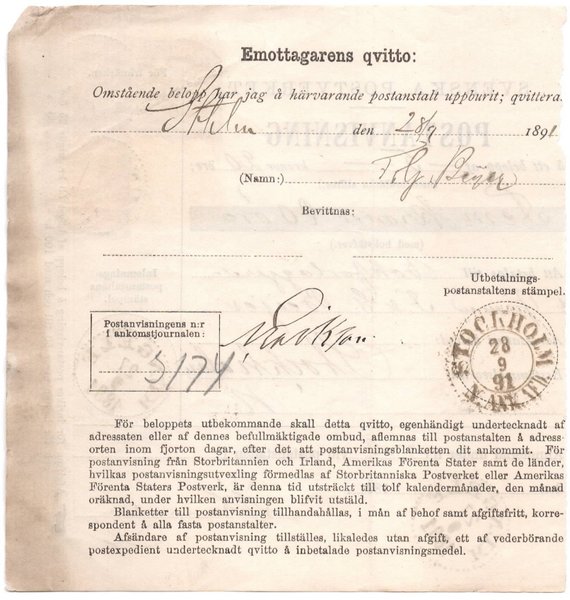 Emottagarens qvitto:
Omstående belopp har jag å härvarande postanstalt uppburit; qvitteras
Sthlm den 28/9 1891
(Namn:) Beijer
Bevittnas:
Utbetalnings-
postanstaltens stämpel.
Postanvisningens n:r
i ankomstjournalen:
5174
STOCKHOLM
28
9
91
ANK. AFD.
För beloppets utbekommande skall detta qvitto, egenhändigt undertecknadt af
adressaten eller af dennes befullmäktigade ombud, aflemnas till postanstalten å adress-
orten inom fjorton dagar, efter det att postanvisningsblanketten dit ankommit. För
postanvisning från Storbritannien och Irland, Amerikas Förenta Stater samt de länder,
hvilkas postanvisningsutvexling förmedlas af Storbritanniska Postverket eller Amerikas
Förenta Staters Postverk, är denna tid utsträckt till tolf kalendermånader, den månad
oräknad, under hvilken anvisningen blifvit utstäld.
Blanketter till postanvisning tillhandahållas, i mån af behof samt afgiftsfritt, korre-
spondent å alla fasta postanstalter.
Afsändare af postanvisning tillställes, likaledes utan afgift, ett af vederbörande
postexpedient undertecknadt qvitto å inbetalade postanvisningsmedel.